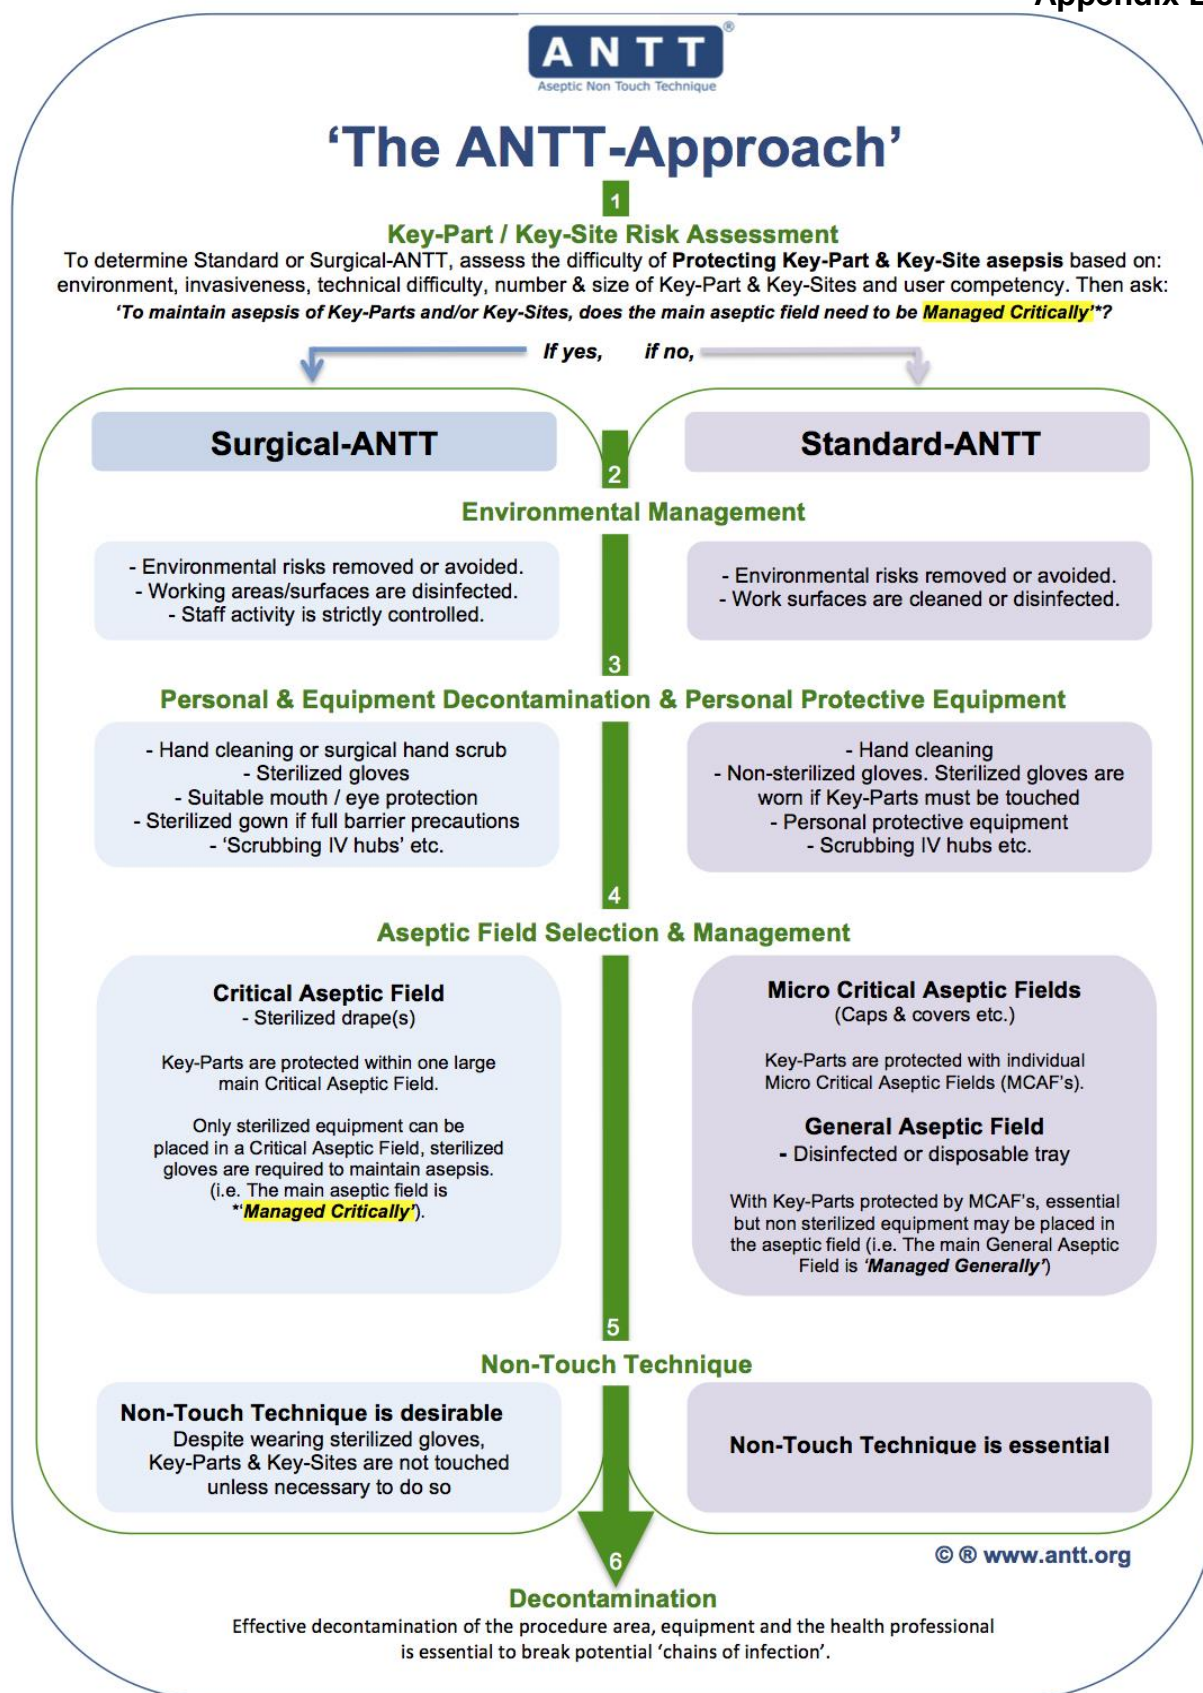 Appendix
ANTT®
Aseptic Non Touch Technique
‘The ANTT-Approach’
1
Key-Part / Key-Site Risk Assessment
To determine Standard or Surgical-ANTT, assess the difficulty of Protecting Key-Part & Key-Site asepsis based on:
environment, invasiveness, technical difficulty, number & size of Key-Part & Key-Sites and user competency. Then ask:
‘To maintain asepsis of Key-Parts and/or Key-Sites, does the main aseptic field need to be Managed Critically’*?
If yes, if no,
Surgical-ANTT
Standard-ANTT
2
Environmental Management
- Environmental risks removed or avoided.
- Working areas/surfaces are disinfected.
- Staff activity is strictly controlled.
- Environmental risks removed or avoided.
- Work surfaces are cleaned or disinfected.
3
Personal & Equipment Decontamination & Personal Protective Equipment
- Hand cleaning or surgical hand scrub
- Sterilized gloves
- Suitable mouth / eye protection
- Sterilized gown if full barrier precautions
- ‘Scrubbing IV hubs’ etc.
- Hand cleaning
- Non-sterilized gloves. Sterilized gloves are
worn if Key-Parts must be touched
- Personal protective equipment
- Scrubbing IV hubs etc.
4
Aseptic Field Selection & Management
Critical Aseptic Field
- Sterilized drape(s)
Key-Parts are protected within one large
main Critical Aseptic Field.
Only sterilized equipment can be
placed in a Critical Aseptic Field, sterilized
gloves are required to maintain asepsis.
(i.e. The main aseptic field is
*‘Managed Critically’).
Micro Critical Aseptic Fields
(Caps & covers etc.)
Key-Parts are protected with individual
Micro Critical Aseptic Fields (MCAF’s).
General Aseptic Field
- Disinfected or disposable tray
With Key-Parts protected by MCAF’s, essential
but non sterilized equipment may be placed in
the aseptic field (i.e. The main General Aseptic
Field is ‘Managed Generally’)
5
Non-Touch Technique
Non-Touch Technique is desirable
Despite wearing sterilized gloves,
Key-Parts & Key-Sites are not touched
unless necessary to do so
Non-Touch Technique is essential
© ® www.antt.org
6
Decontamination
Effective decontamination of the procedure area, equipment and the health professional
is essential to break potential ‘chains of infection’.